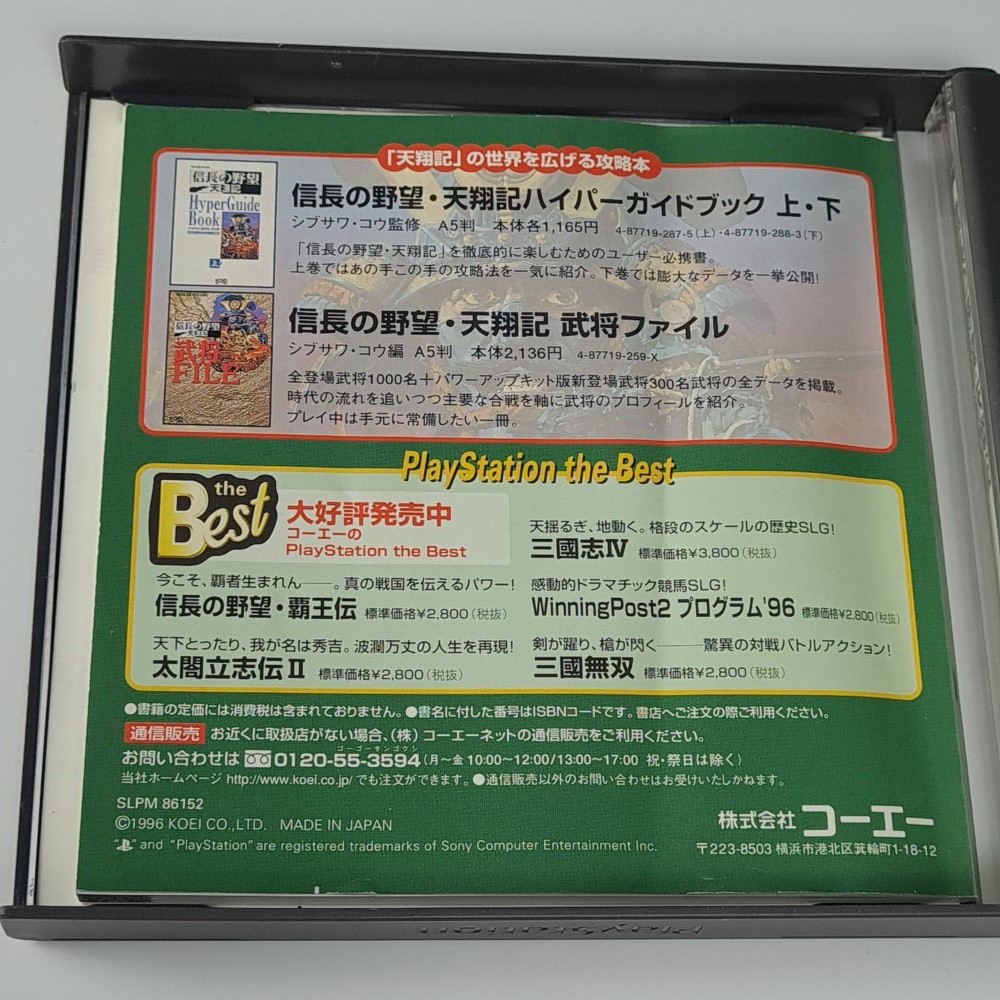 「天翔記」の世界を広げる攻略本
信長の野望
天翔記
HyperGuide
Book
上
信長の野望・天翔記ハイパーガイドブック 上・下
シブサワ・コウ監修 A5判 本体各1,165円 4-87719-287-5(上)・4-87719-288-3(下)
「信長の野望・天翔記」を徹底的に楽しむためのユーザー必携書。
上巻ではあの手この手の攻略法を一気に紹介。下巻では膨大なデータを一挙公開!
信長の野望
天翔記
武将
FILE
信長の野望・天翔記 武将ファイル
シブサワ・コウ編 A5判 本体2,136円 4-87719-259-X
全登場武将1000名+パワーアップキット版新登場武将300名武将の全データを掲載。
時代の流れを追いつつ主要な合戦を軸に武将のプロフィールを紹介。
プレイ中は手元に常備したい一冊。
PlayStation the Best
the
Best
大好評発売中
コーエーの
PlayStation the Best
今こそ、覇者生まれん——。真の戦国を伝えるパワー!
信長の野望・覇王伝 標準価格¥2,800(税抜)
天下とったり、我が名は秀吉。波瀾万丈の人生を再現!
太閤立志伝Ⅱ 標準価格¥2,800(税抜)
天揺るぎ、地動く。格段のスケールの歴史SLG!
三國志Ⅳ 標準価格¥3,800(税抜)
感動的ドラマチック競馬SLG!
WinningPost2 プログラム'96 標準価格¥2,800(税抜)
剣が躍り、槍が閃く——驚異の対戦バトルアクション!
三國無双 標準価格¥2,800(税抜)
●書籍の定価には消費税は含まれておりません。●書名に付した番号はISBNコードです。書店へご注文の際ご利用ください。
通信販売 お近くに取扱店がない場合、(株)コーエーネットの通信販売をご利用ください。
ゴーゴーサンゴクシ
お問い合わせは 0120-55-3594(月〜金 10:00〜12:00/13:00〜17:00 祝・祭日は除く)
当社ホームページ http://www.koei.co.jp/ でも注文ができます。●通信販売以外のお問い合わせはお受けいたしかねます。
SLPM 86152
©1996 KOEI CO.,LTD. MADE IN JAPAN
" " and "PlayStation" are registered trademarks of Sony Computer Entertainment Inc.
株式会社 コーエー
〒223-8503 横浜市港北区箕輪町1-18-12
PlayStation